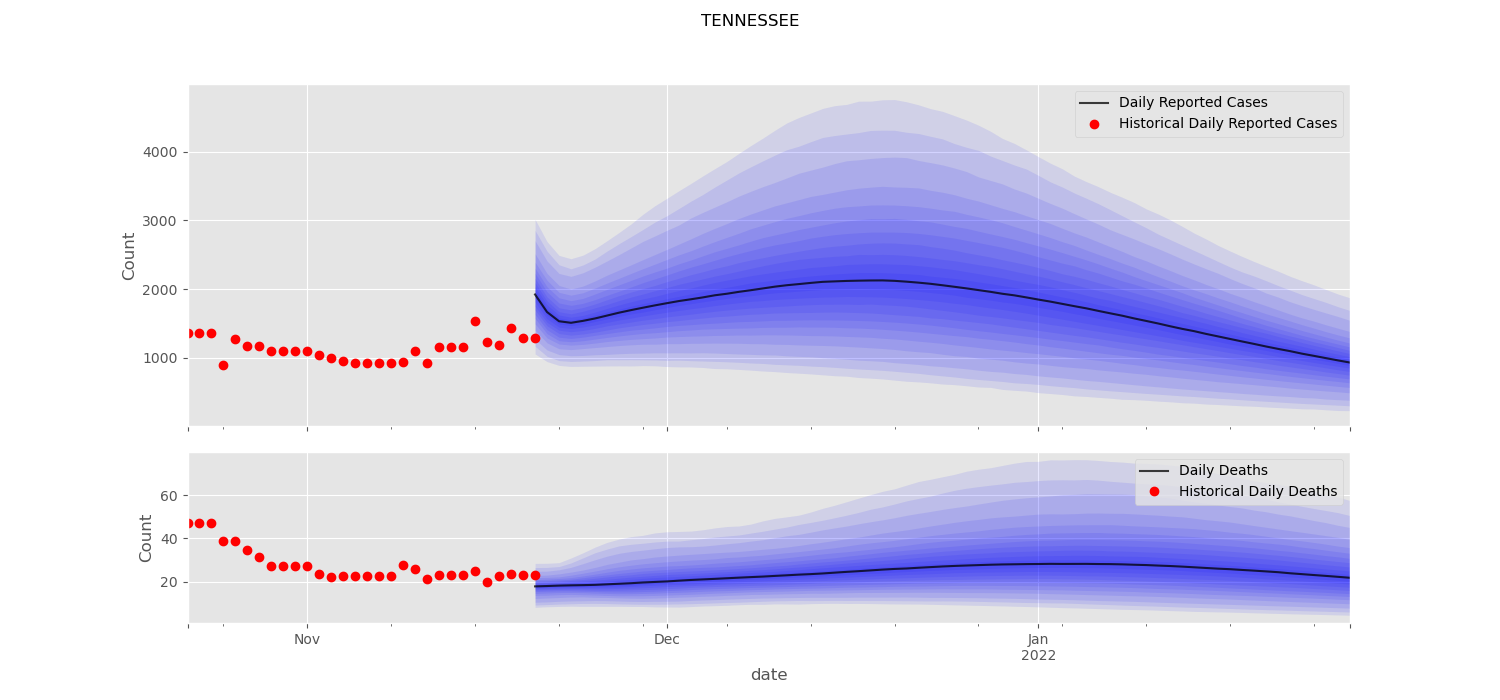 TENNESSEE
Daily Reported Cases
Historical Daily Reported Cases
4000
3000
2000
1000
Count
Daily Deaths
Historical Daily Deaths
60
40
20
Count
Nov
Dec
Jan
2022
date